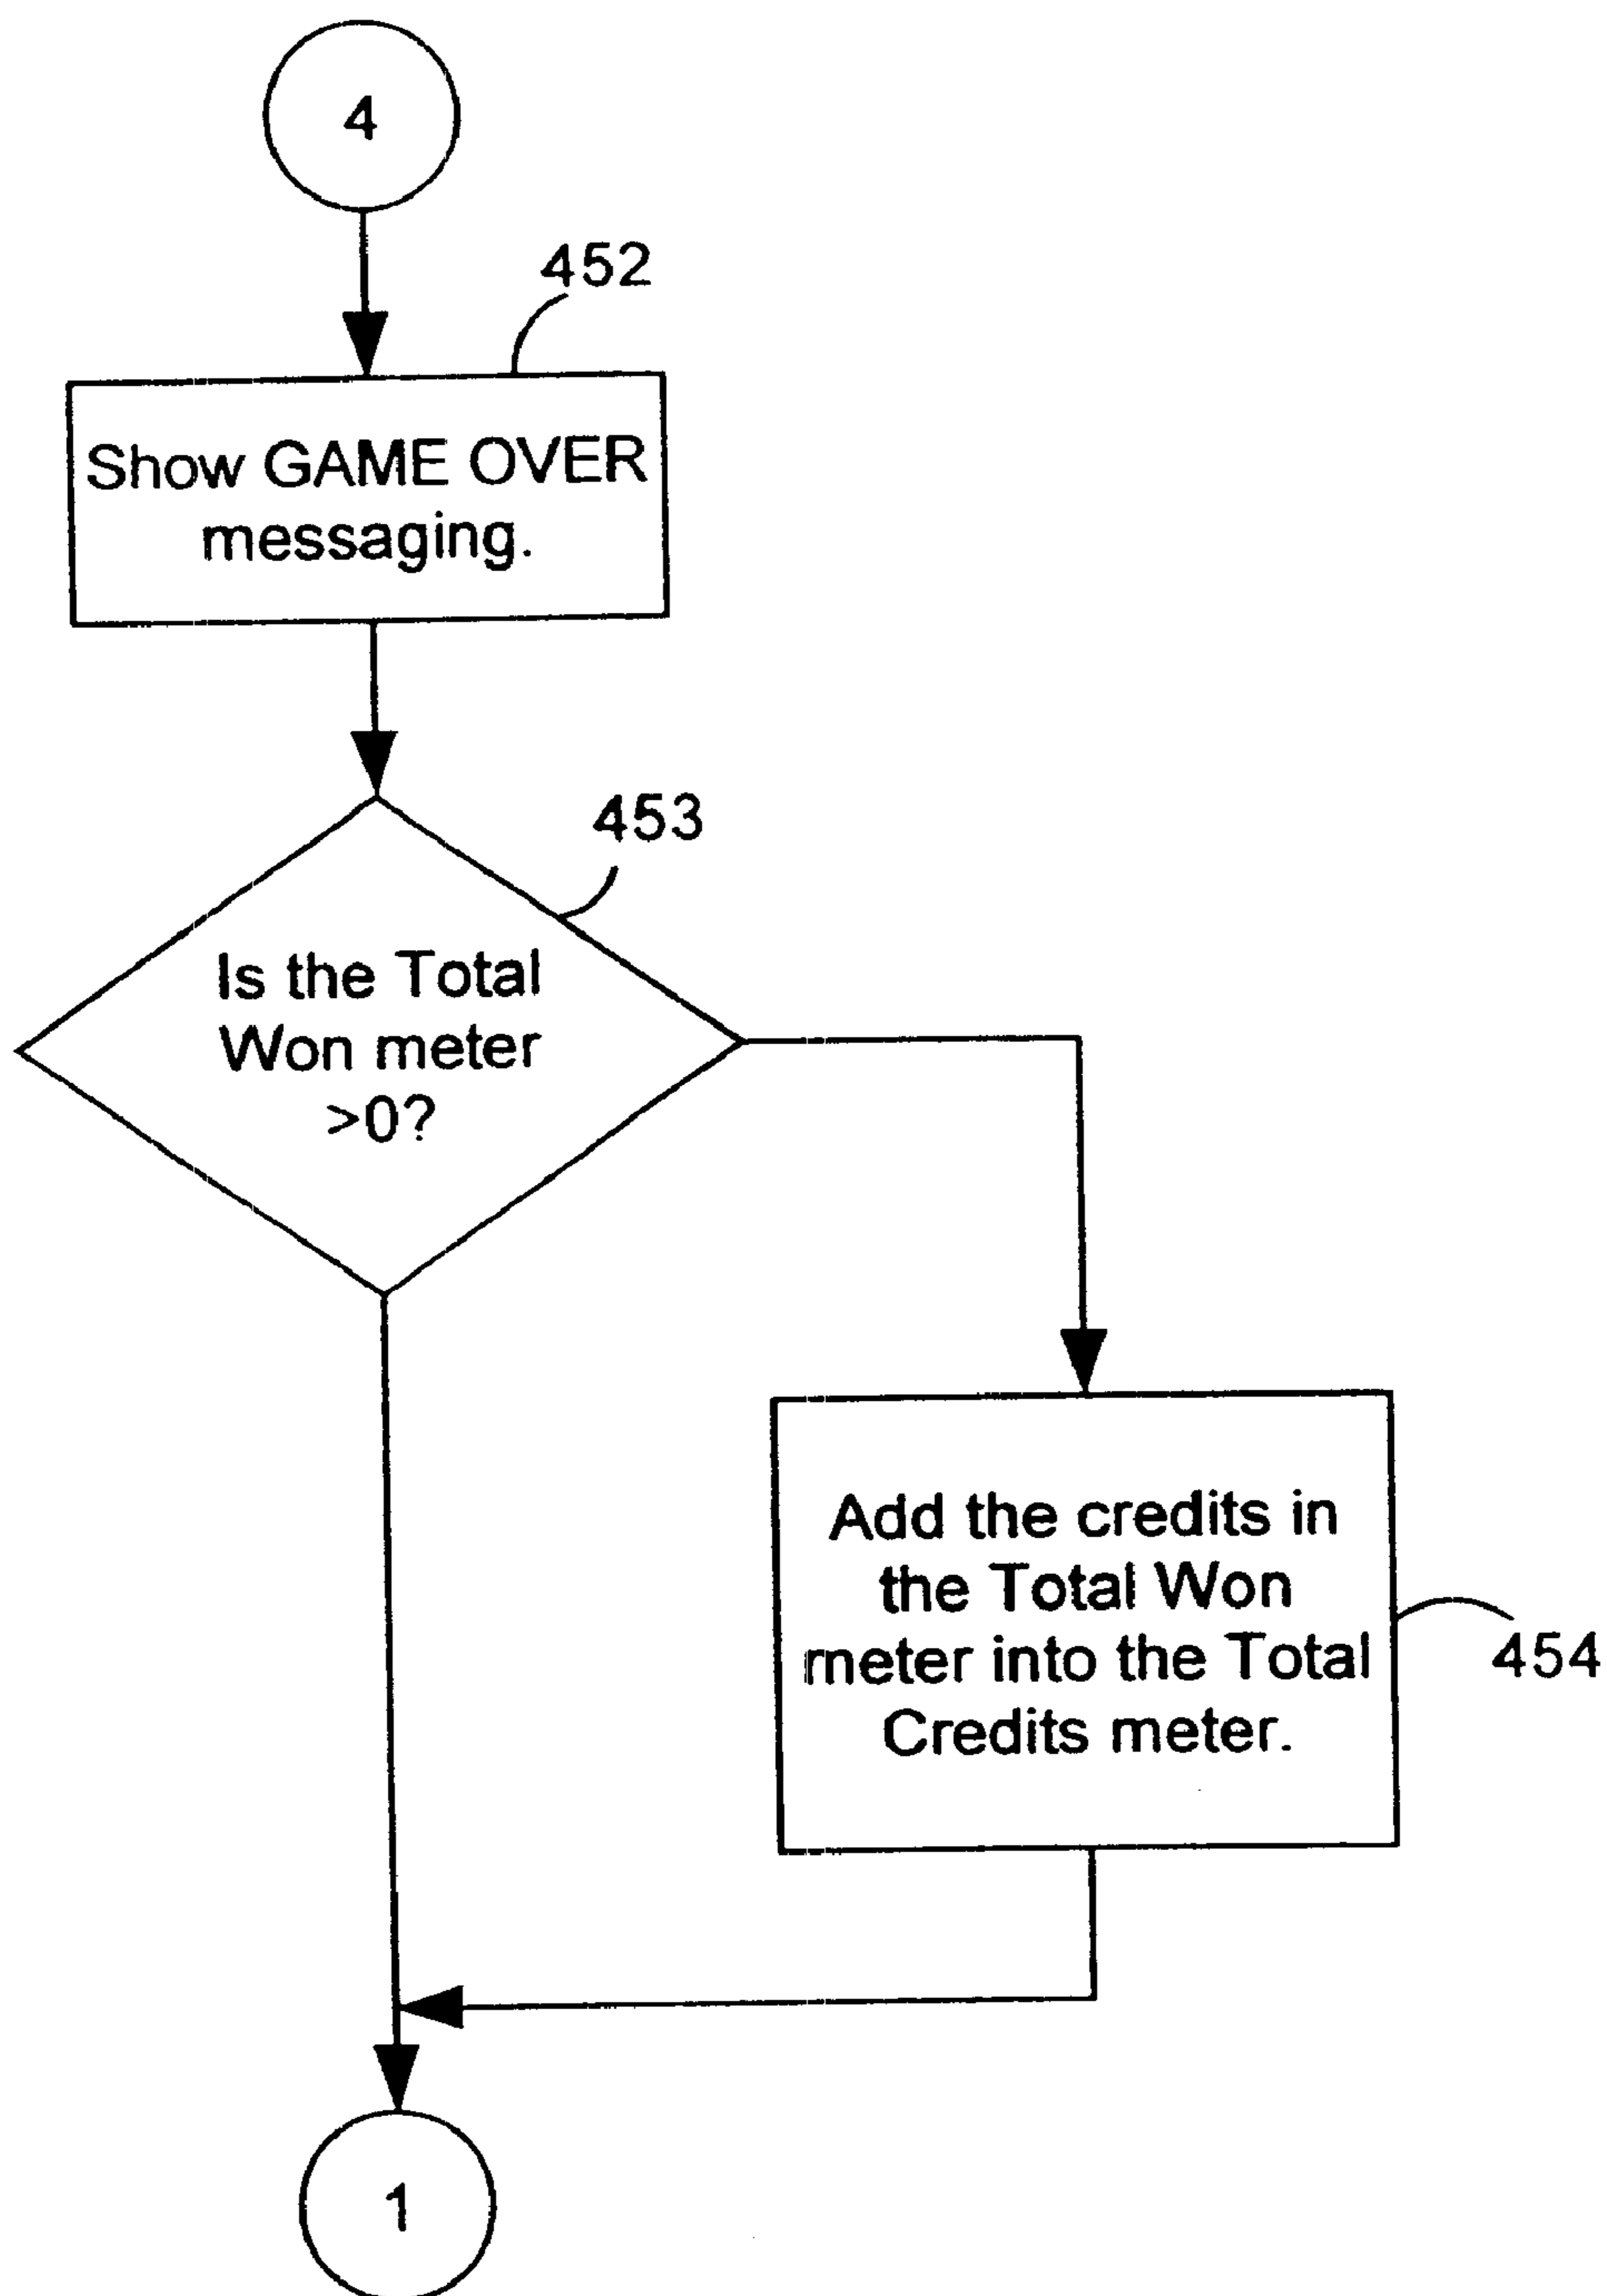 4
452
Show GAME OVER
messaging.
453
Is the Total
Won meter
>0?
Add the credits in
the Total Won
meter into the Total
Credits meter.
454
1